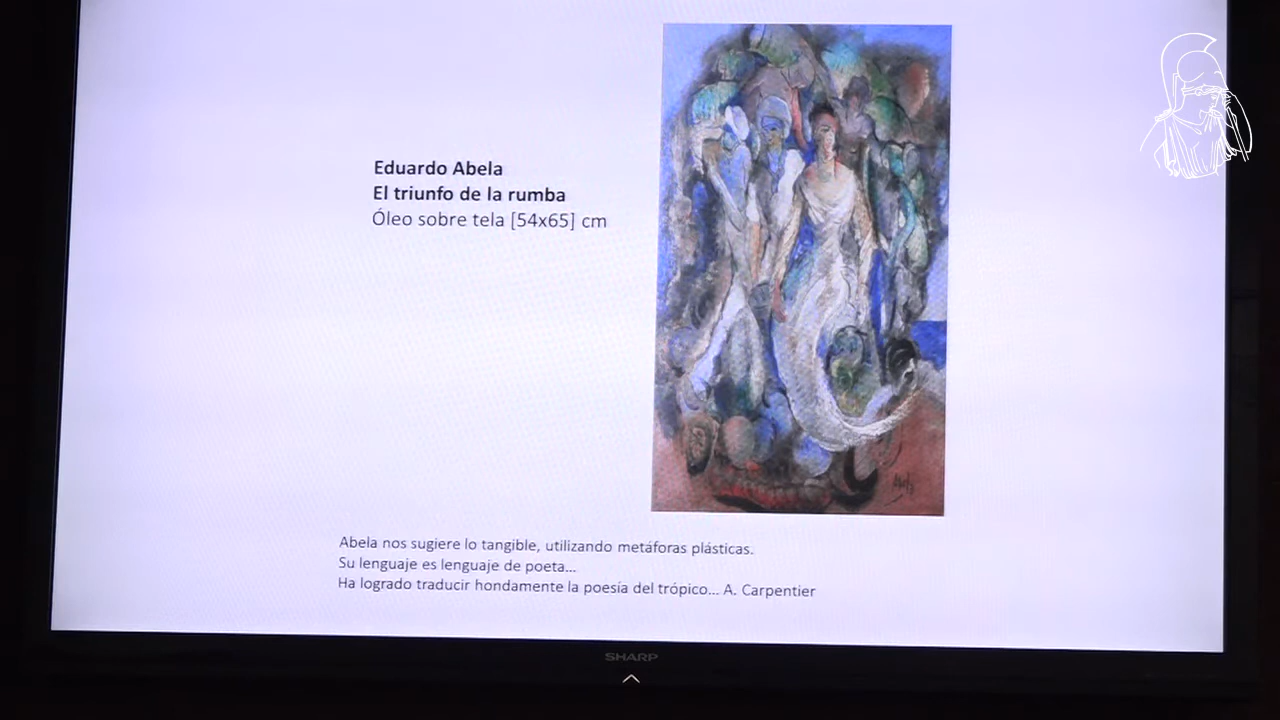 Eduardo Abela
El triunfo de la rumba
Óleo sobre tela [54x65] cm
Abela nos sugiere lo tangible, utilizando metáforas plásticas.
Su lenguaje es lenguaje de poeta...
Ha logrado traducir hondamente la poesía del trópico... A. Carpentier
SHARP